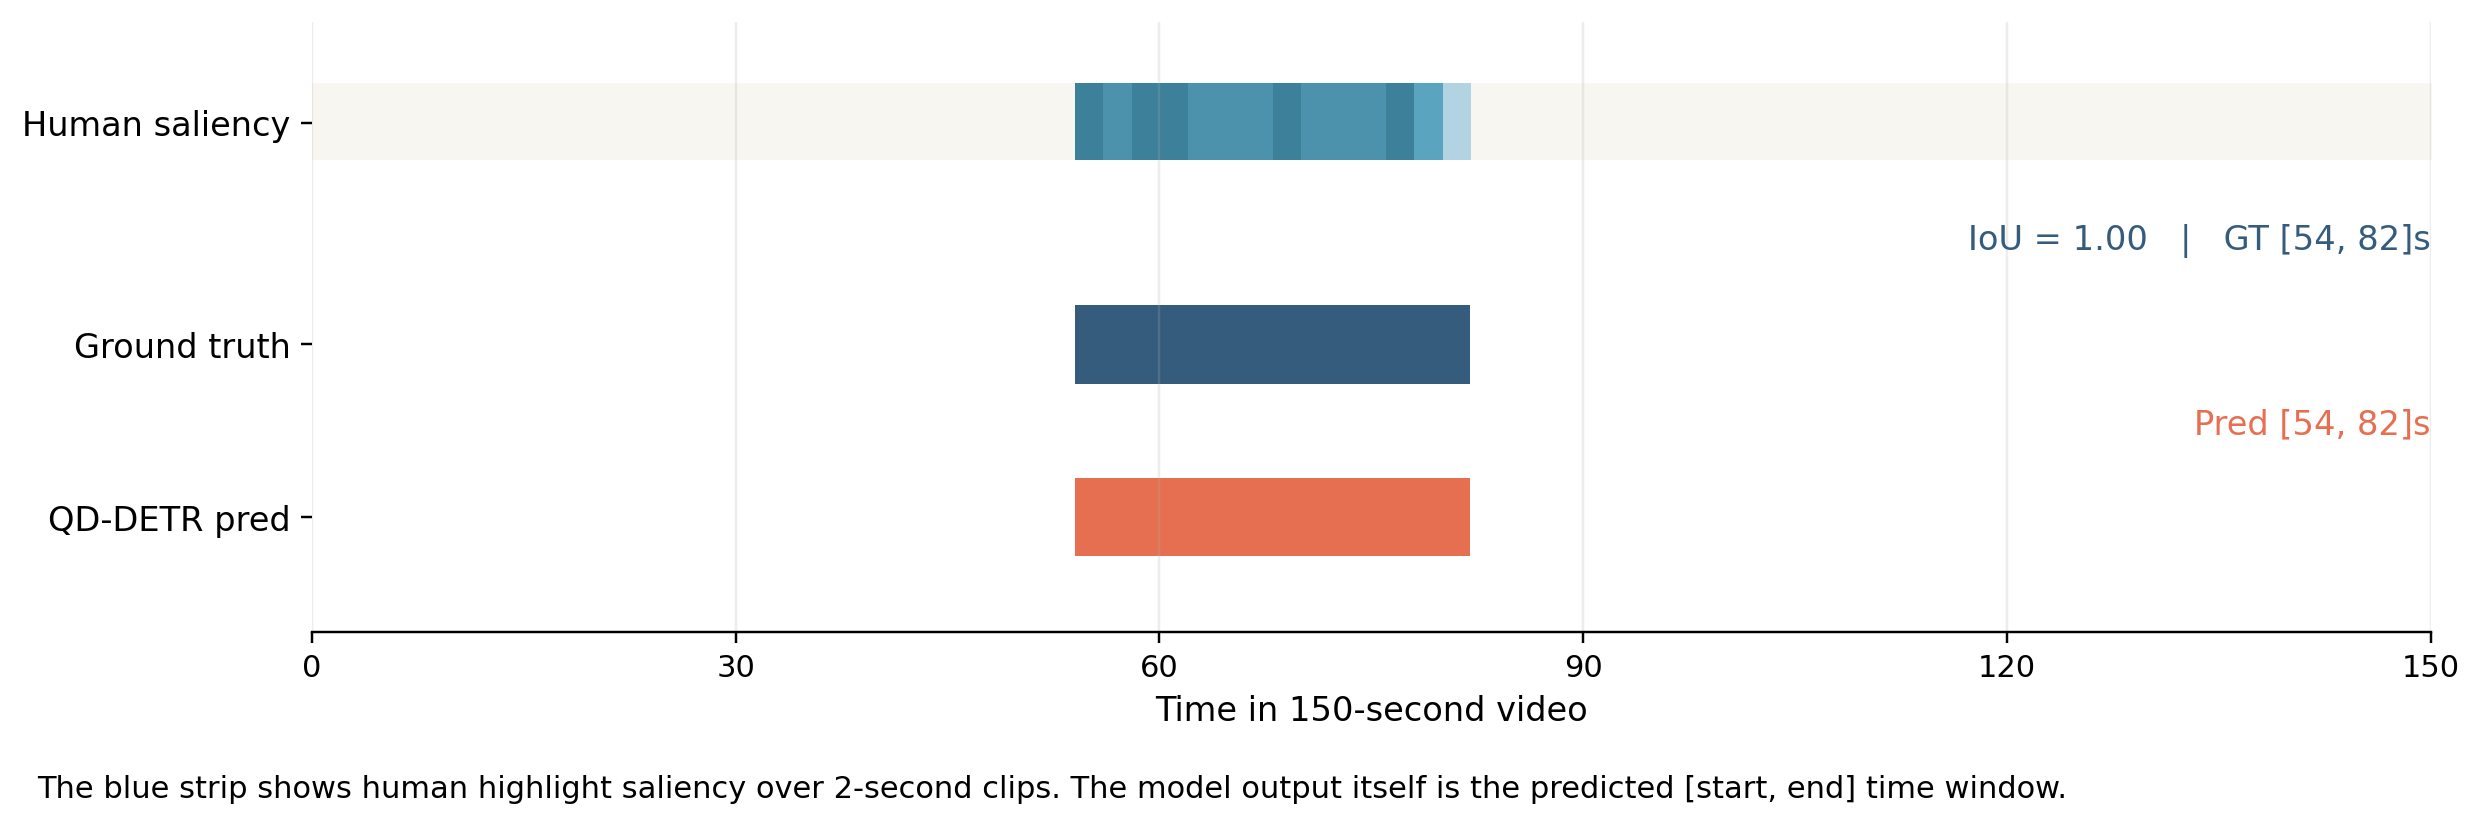 Human saliency
IoU = 1.00   |   GT [54, 82]s
Ground truth
Pred [54, 82]s
QD-DETR pred
0 30 60 90 120 150
Time in 150-second video
The blue strip shows human highlight saliency over 2-second clips. The model output itself is the predicted [start, end] time window.